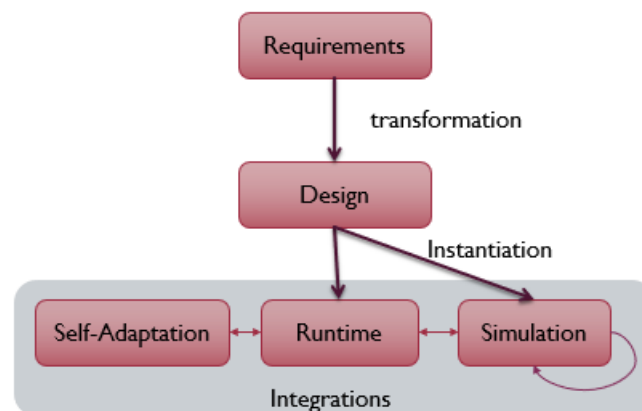 Requirements
transformation
Design
Instantiation
Self-Adaptation
Runtime
Simulation
Integrations